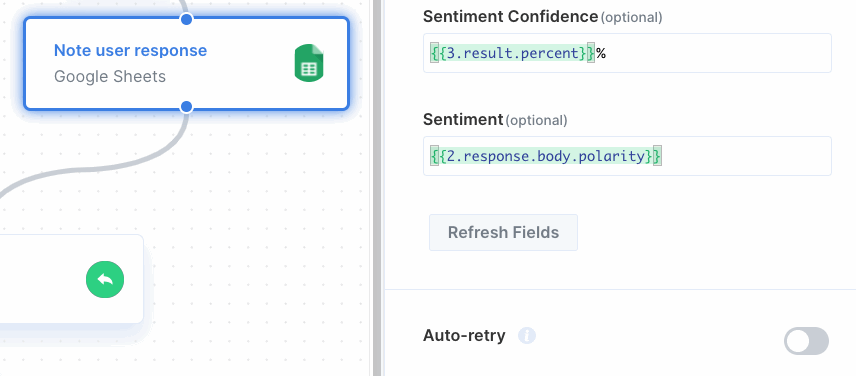 Note user response
Google Sheets
Sentiment Confidence (optional)
{{3.result.percent}}%
Sentiment (optional)
{{2.response.body.polarity}}
Refresh Fields
Auto-retry i